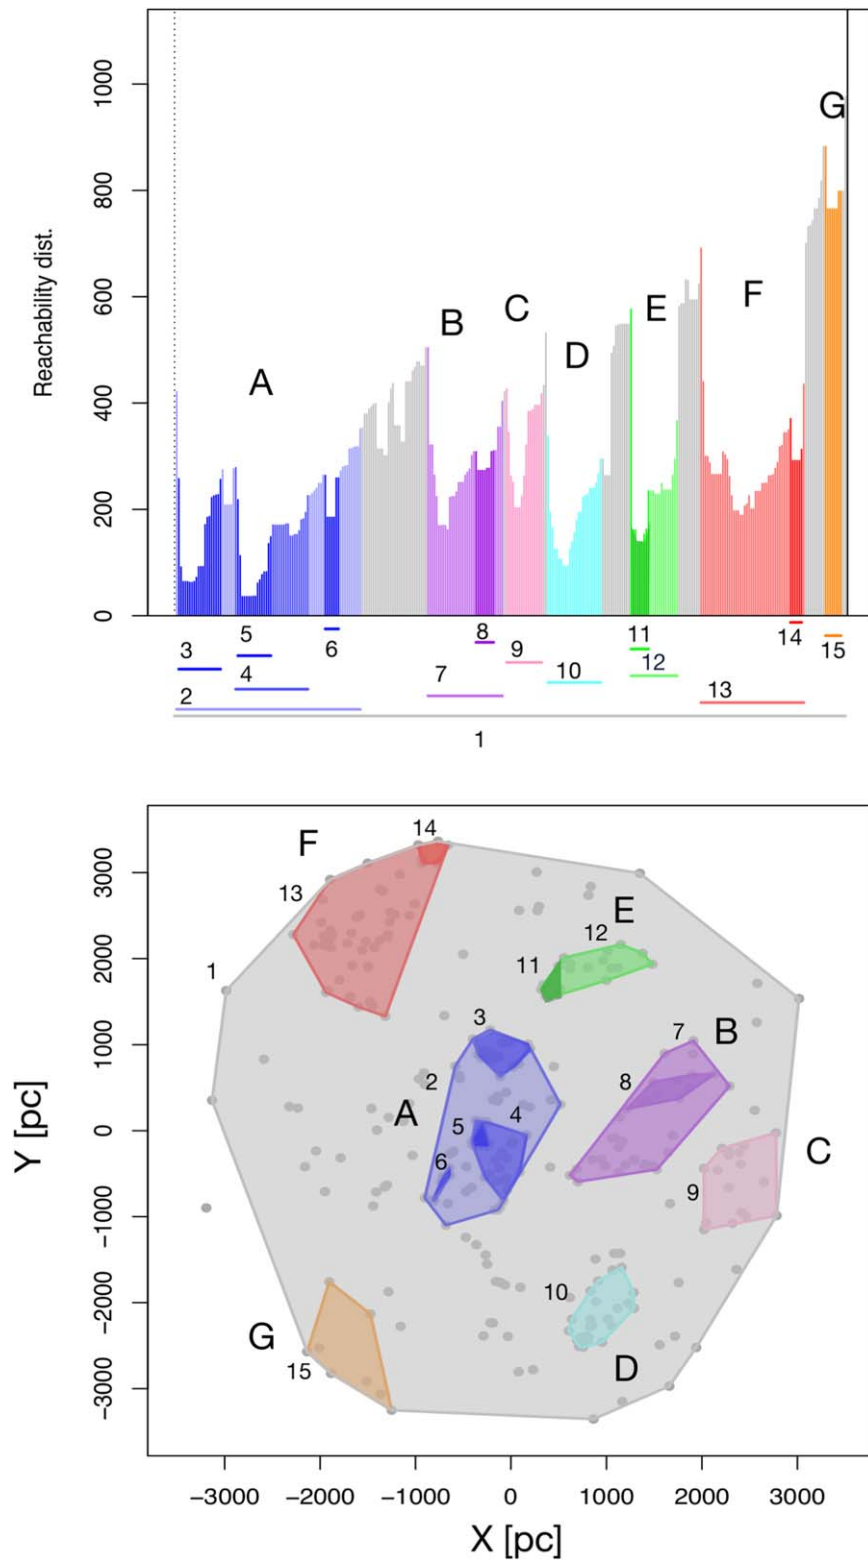 Reachability dist.
0 200 400 600 800 1000
A B C D E F G
3 5 6 8 9 11 14 15
4 7 10 12 13
2
1
Y [pc]
−3000 −2000 −1000 0 1000 2000 3000
F 14
13
E
12
11
1
3
7 B
2
8
A 5 4
C
6
9
10
G
15
D
−3000 −2000 −1000 0 1000 2000 3000
X [pc]